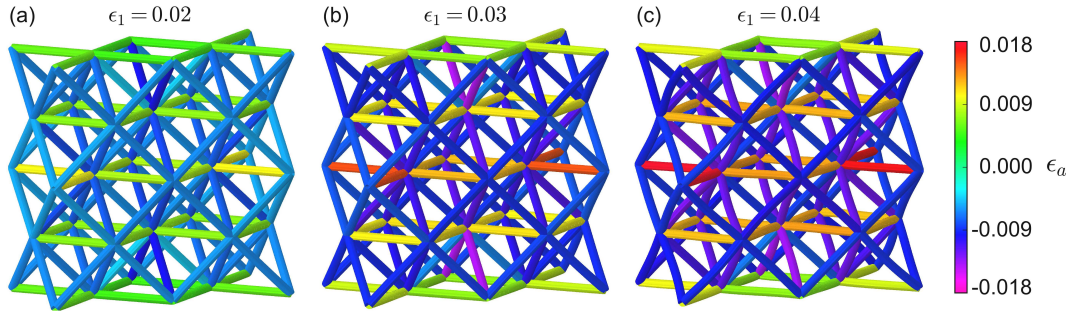 (a) ϵ₁ = 0.02
(b) ϵ₁ = 0.03
(c) ϵ₁ = 0.04
0.018
0.009
0.000
-0.009
-0.018
ϵₐ